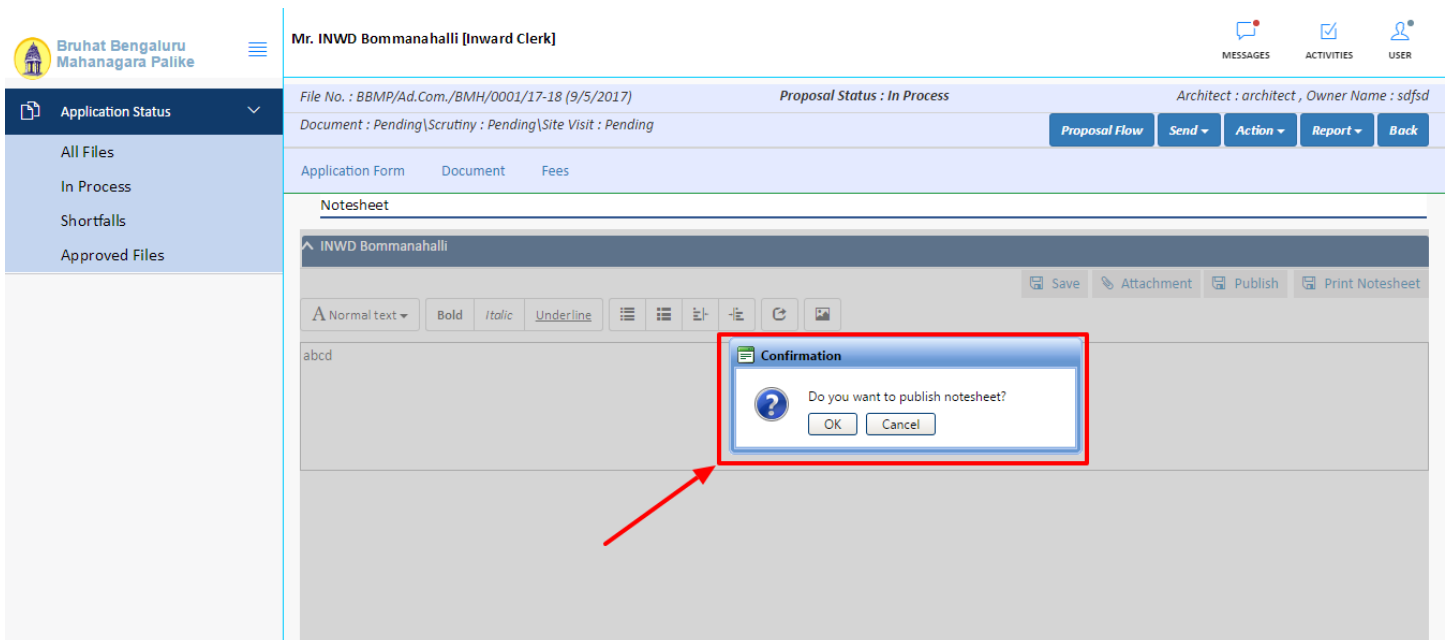 Bruhat Bengaluru
Mahanagara Palike
Mr. INWD Bommanahalli [Inward Clerk]
MESSAGES ACTIVITIES USER
Application Status
All Files
In Process
Shortfalls
Approved Files
File No. : BBMP/Ad.Com./BMH/0001/17-18 (9/5/2017) Proposal Status : In Process Architect : architect , Owner Name : sdfsd
Document : Pending\Scrutiny : Pending\Site Visit : Pending
Proposal Flow Send Action Report Back
Application Form Document Fees
Notesheet
INWD Bommanahalli
Save Attachment Publish Print Notesheet
A Normal text Bold Italic Underline
abcd
Confirmation
Do you want to publish notesheet?
OK Cancel